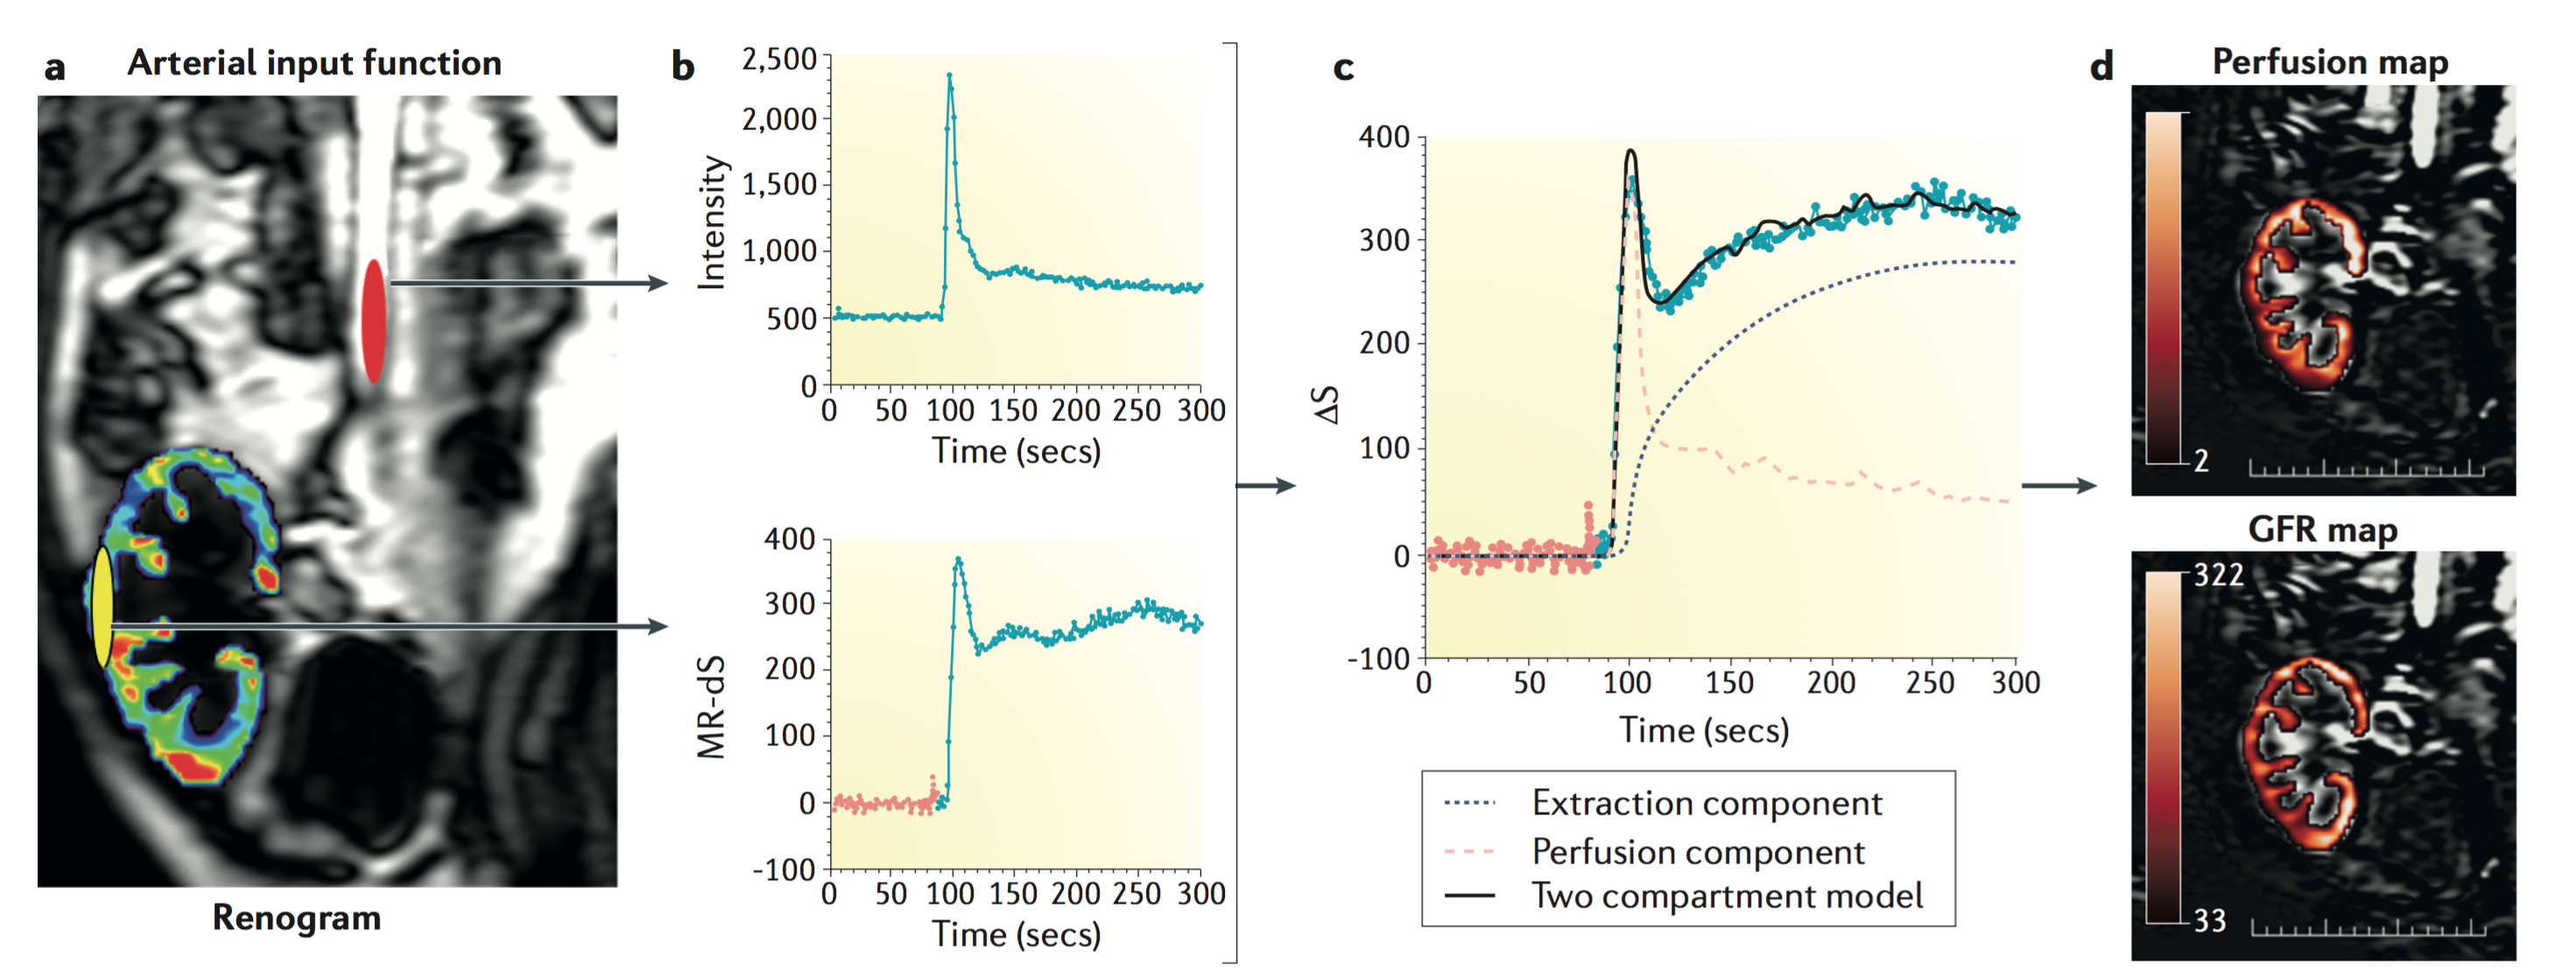 a
Arterial input function
Renogram
b
2,500
2,000
1,500
1,000
500
0
Intensity
0 50 100 150 200 250 300
Time (secs)
400
300
200
100
0
-100
MR-dS
0 50 100 150 200 250 300
Time (secs)
c
400
300
200
100
0
-100
ΔS
0 50 100 150 200 250 300
Time (secs)
Extraction component
Perfusion component
Two compartment model
d
Perfusion map
2
GFR map
322
33